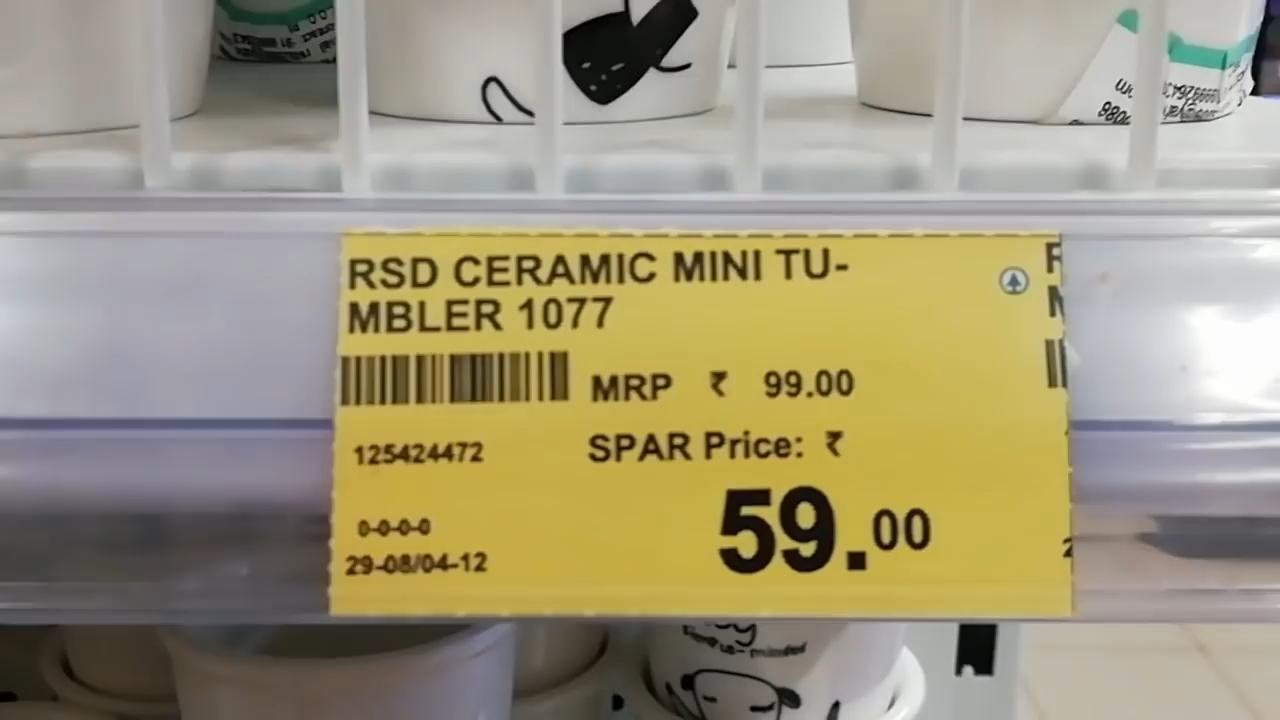 RSD CERAMIC MINI TU-
MBLER 1077
MRP ₹ 99.00
125424472
SPAR Price: ₹
59.00
0-0-0-0
29-08/04-12